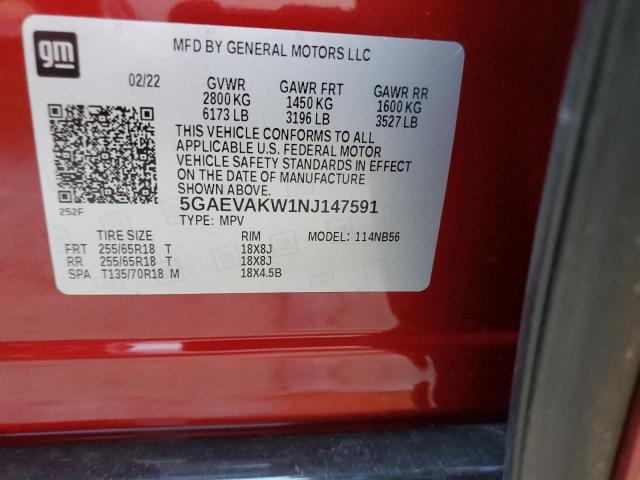 gm
MFD BY GENERAL MOTORS LLC
02/22 GVWR GAWR FRT GAWR RR
2800 KG 1450 KG 1600 KG
6173 LB 3196 LB 3527 LB
THIS VEHICLE CONFORMS TO ALL
APPLICABLE U.S. FEDERAL MOTOR
VEHICLE SAFETY STANDARDS IN EFFECT
ON THE DATE OF MANUFACTURE
SHOWN ABOVE.
252F 5GAEVAKW1NJ147591
TYPE: MPV
TIRE SIZE RIM MODEL: 114NB56
FRT 255/65R18 T 18X8J
RR 255/65R18 T 18X8J
SPA T135/70R18 M 18X4.5B